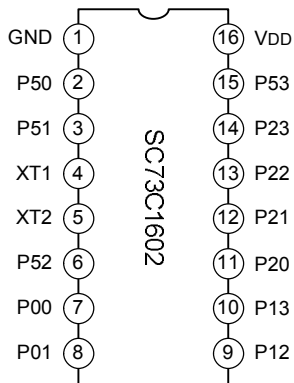 GND 1 16 VDD
P50 2 15 P53
P51 3 14 P23
XT1 4 13 P22
XT2 5 12 P21
P52 6 11 P20
P00 7 10 P13
P01 8 9 P12
SC73C1602